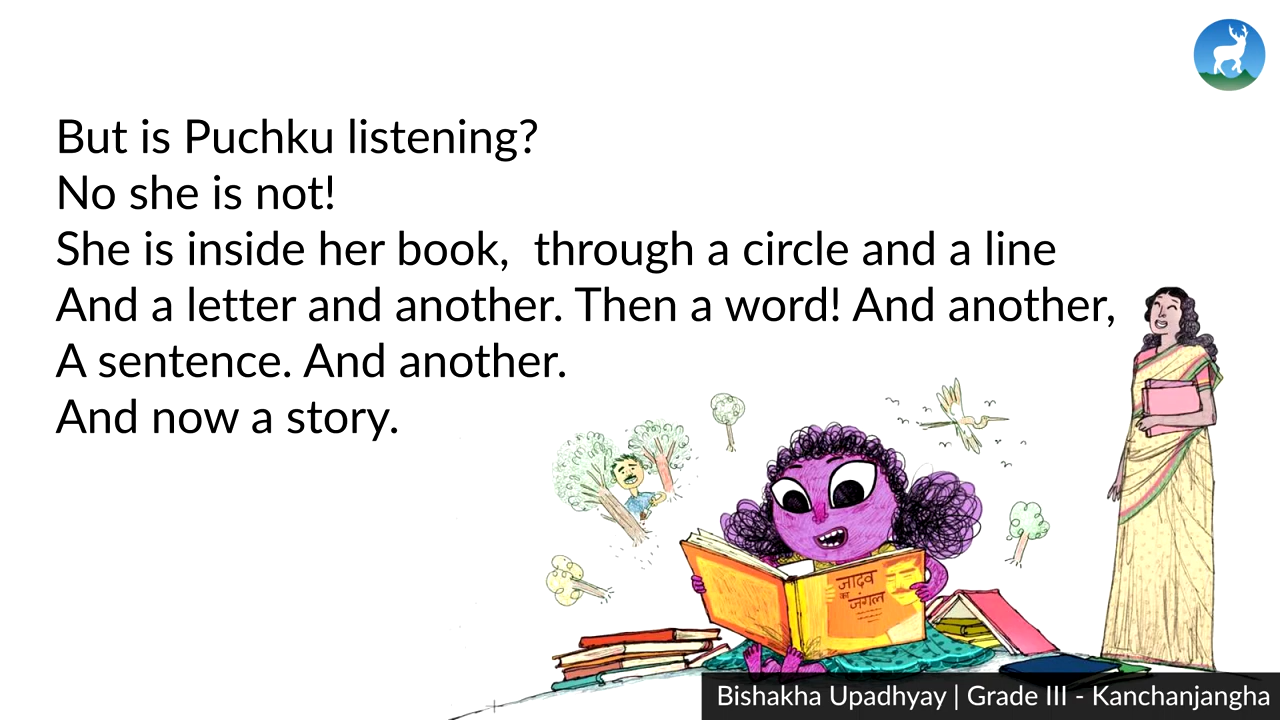 But is Puchku listening?
No she is not!
She is inside her book,  through a circle and a line
And a letter and another. Then a word! And another,
A sentence. And another.
And now a story.
जादव
का
जंगल
Bishakha Upadhyay | Grade III - Kanchanjangha